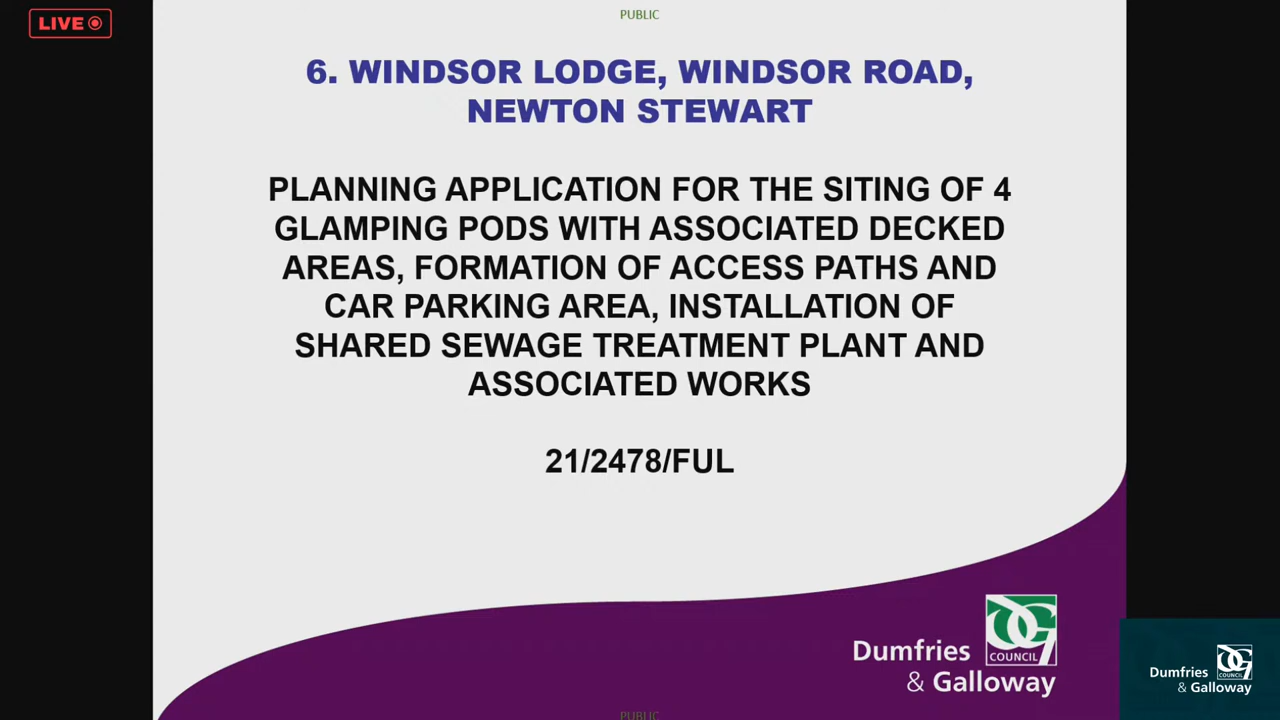 LIVE
PUBLIC
6. WINDSOR LODGE, WINDSOR ROAD,
NEWTON STEWART
PLANNING APPLICATION FOR THE SITING OF 4
GLAMPING PODS WITH ASSOCIATED DECKED
AREAS, FORMATION OF ACCESS PATHS AND
CAR PARKING AREA, INSTALLATION OF
SHARED SEWAGE TREATMENT PLANT AND
ASSOCIATED WORKS
21/2478/FUL
Dumfries
& Galloway
COUNCIL
Dumfries
& Galloway
COUNCIL
PUBLIC